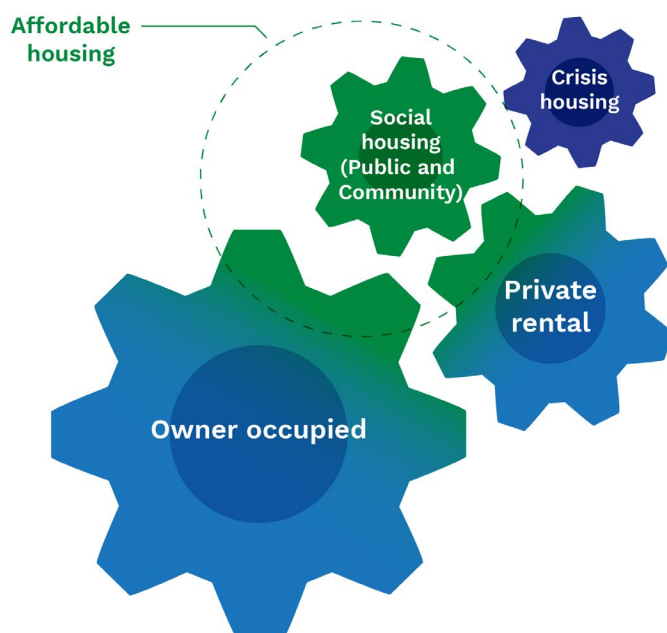 Affordable
housing
Social
housing
(Public and
Community)
Crisis
housing
Private
rental
Owner occupied